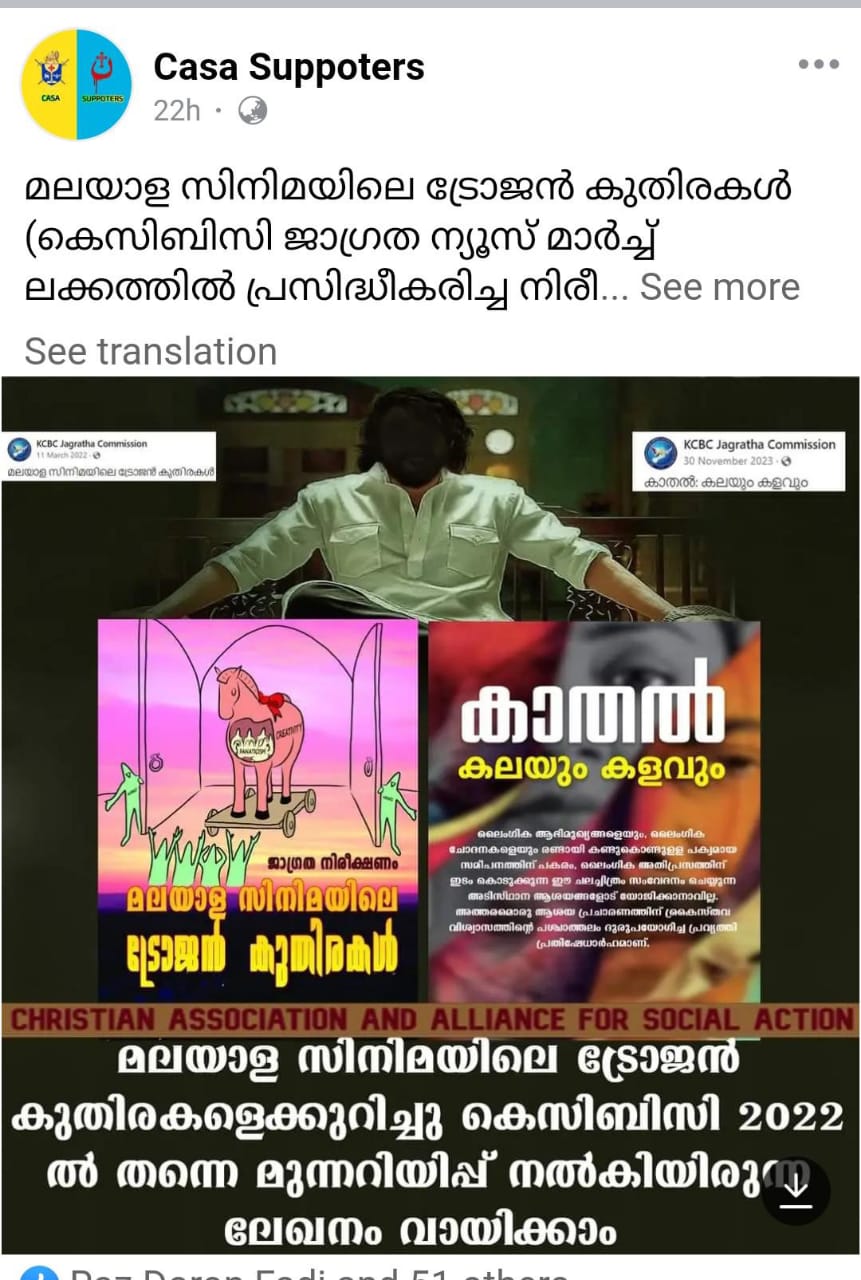 Casa Suppoters
22h
CASA
SUPPOTERS
മലയാള സിനിമയിലെ ട്രോജൻ കുതിരകൾ
(കെസിബിസി ജാഗ്രത ന്യൂസ് മാർച്ച്
ലക്കത്തിൽ പ്രസിദ്ധീകരിച്ച നിരീ... See more
See translation
KCBC Jagratha Commission
11 March 2022
മലയാള സിനിമയിലെ ട്രോജൻ കുതിരകൾ
KCBC Jagratha Commission
30 November 2023
കാതൽ: കലയും കളവും
CREATIVITY
FANATICISM
ജാഗ്രത നിരീക്ഷണം
മലയാള സിനിമയിലെ
ട്രോജൻ കുതിരകൾ
കാതൽ
കലയും കളവും
ലൈംഗിക ആഭിമുഖ്യങ്ങളെയും, ലൈംഗിക
ചോദനകളെയും രണ്ടായി കണ്ടുകൊണ്ടുള്ള പക്വമായ
സമീപനത്തിന് പകരം, ലൈംഗിക അതിപ്രസരത്തിന്
ഇടം കൊടുക്കുന്ന ഈ ചലച്ചിത്രം സംവേദനം ചെയ്യുന്ന
അടിസ്ഥാന ആശയങ്ങളോട് യോജിക്കാനാവില്ല.
അത്തരമൊരു ആശയ പ്രചാരണത്തിന് ക്രൈസ്തവ
വിശ്വാസത്തിന്റെ പശ്ചാത്തലം ദുരുപയോഗിച്ച പ്രവൃത്തി
പ്രതിഷേധാർഹമാണ്.
CHRISTIAN ASSOCIATION AND ALLIANCE FOR SOCIAL ACTION
മലയാള സിനിമയിലെ ട്രോജൻ
കുതിരകളെക്കുറിച്ചു കെസിബിസി 2022
ൽ തന്നെ മുന്നറിയിപ്പ് നൽകിയിരുന്ന
ലേഖനം വായിക്കാം
and 51 others